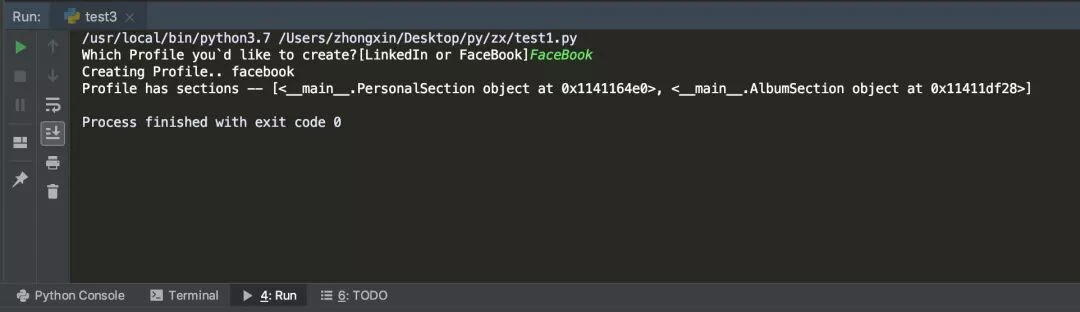 Run: test3
/usr/local/bin/python3.7 /Users/zhongxin/Desktop/py/zx/test1.py
Which Profile you`d like to create?[LinkedIn or FaceBook]FaceBook
Creating Profile.. facebook
Profile has sections -- [<__main__.PersonalSection object at 0x1141164e0>, <__main__.AlbumSection object at 0x11411df28>]
Process finished with exit code 0
Python Console Terminal 4: Run 6: TODO